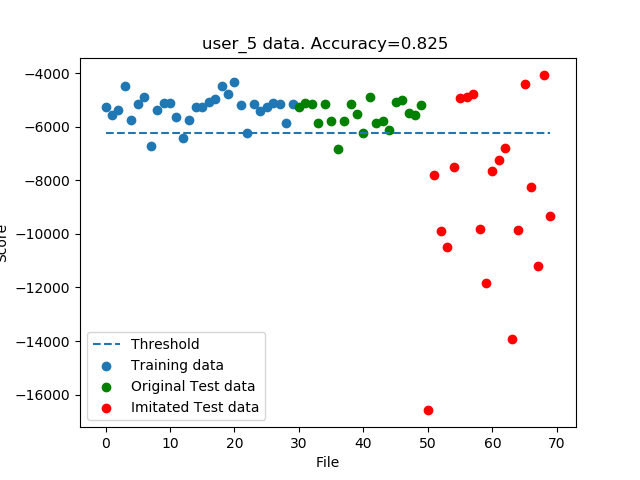 user_5 data. Accuracy=0.825
−4000
−6000
−8000
−10000
−12000
−14000
−16000
Score
Threshold
Training data
Original Test data
Imitated Test data
0 10 20 30 40 50 60 70
File